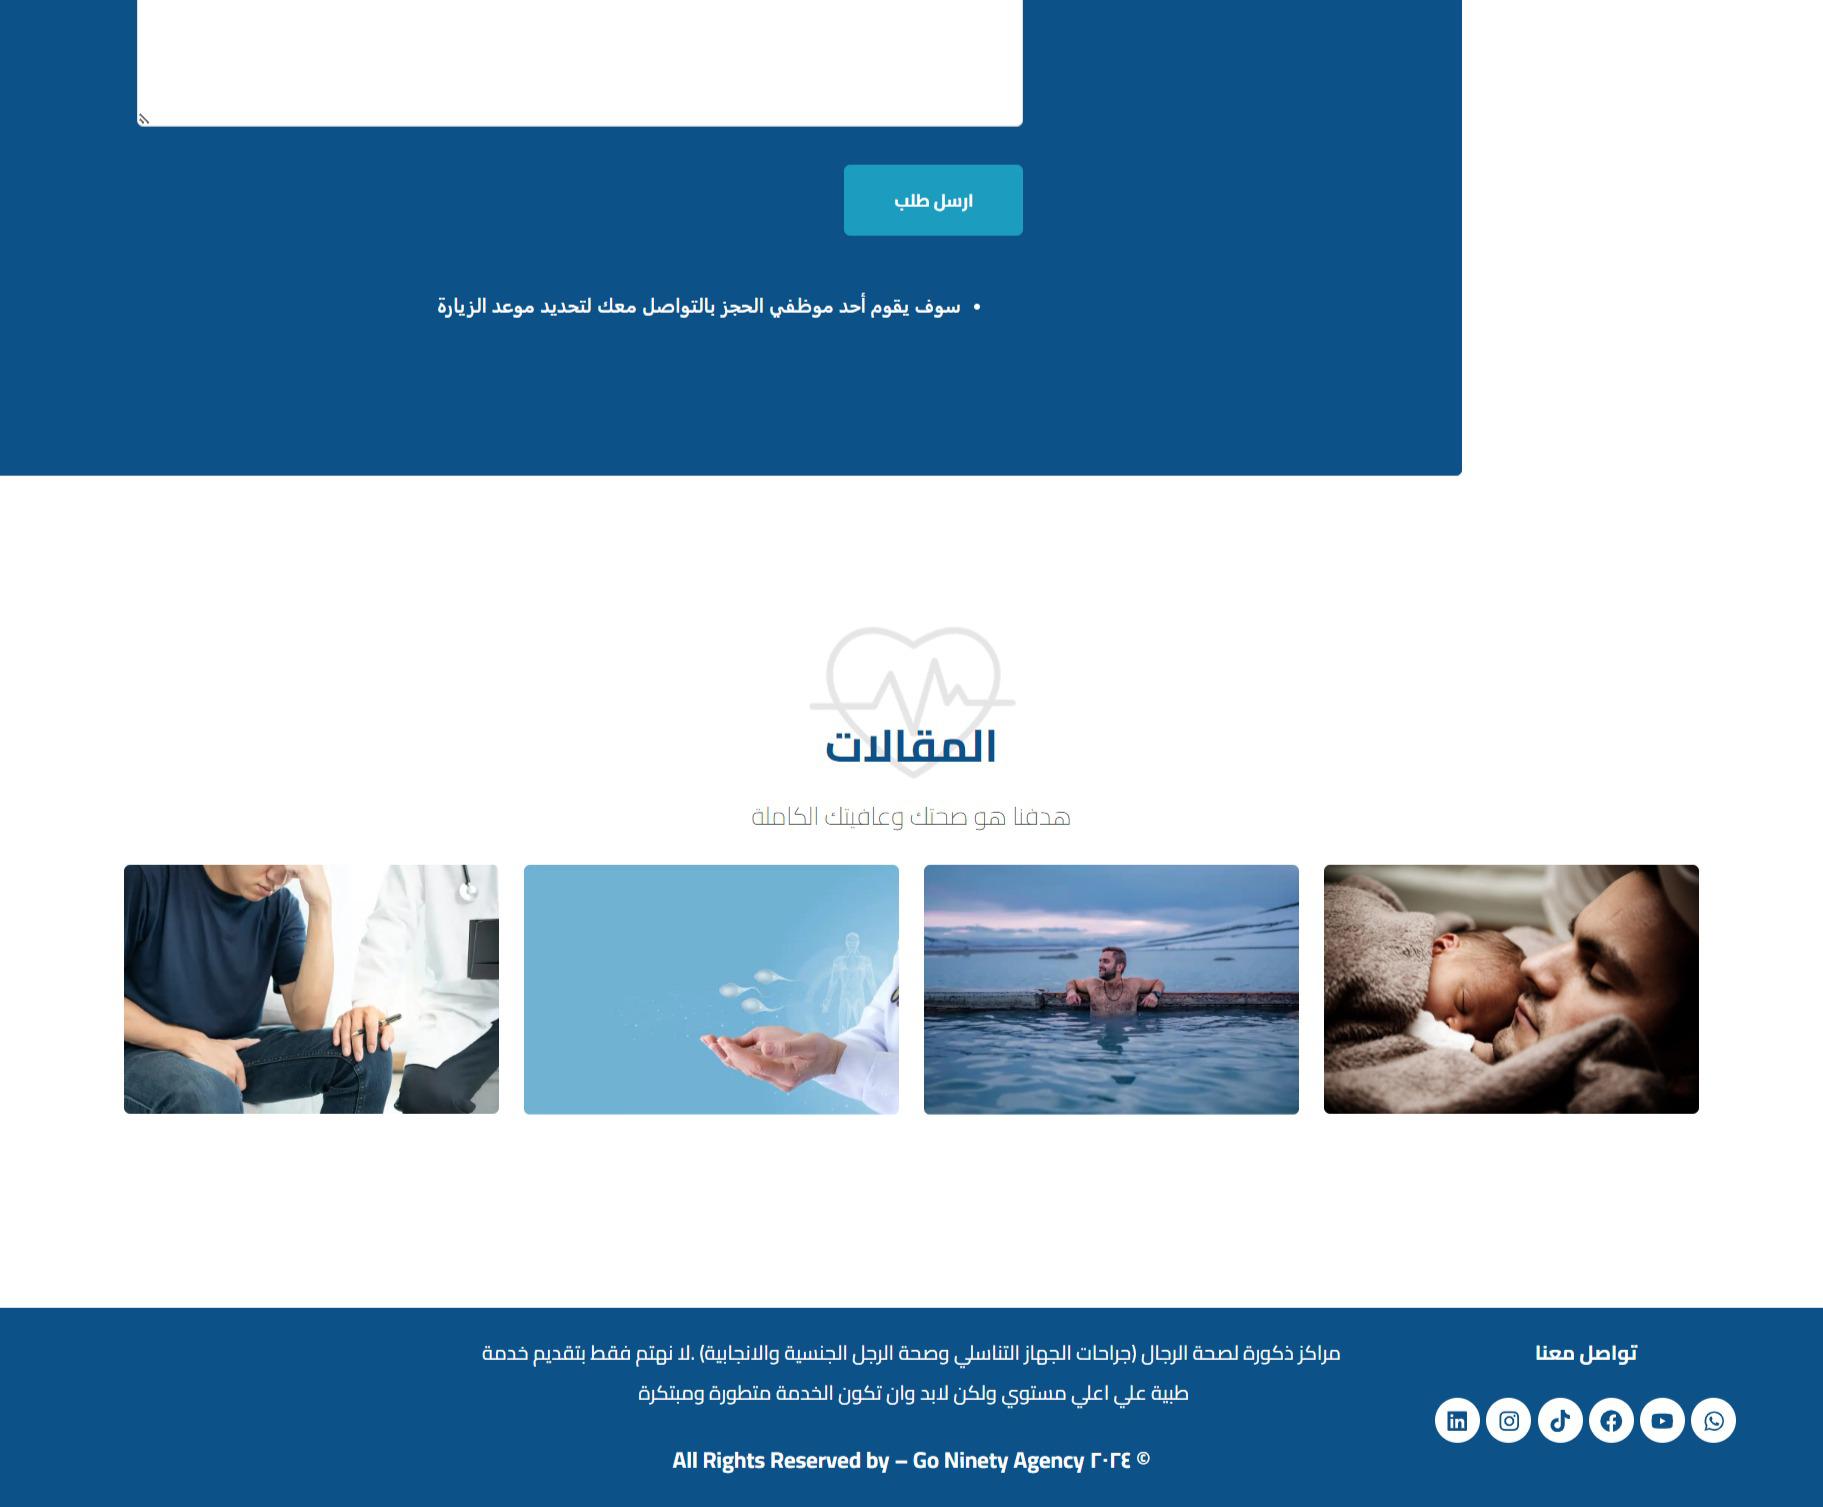 ارسل طلب
سوف يقوم أحد موظفي الحجز بالتواصل معك لتحديد موعد الزيارة
المقالات
هدفنا هو صحتك وعافيتك الكاملة
تواصل معنا
مراكز ذكورة لصحة الرجال (جراحات الجهاز التناسلي وصحة الرجل الجنسية والانجابية) .لا نهتم فقط بتقديم خدمة
طبية علي اعلي مستوي ولكن لابد وان تكون الخدمة متطورة ومبتكرة
All Rights Reserved by – Go Ninety Agency ٢٠٢٤ ©